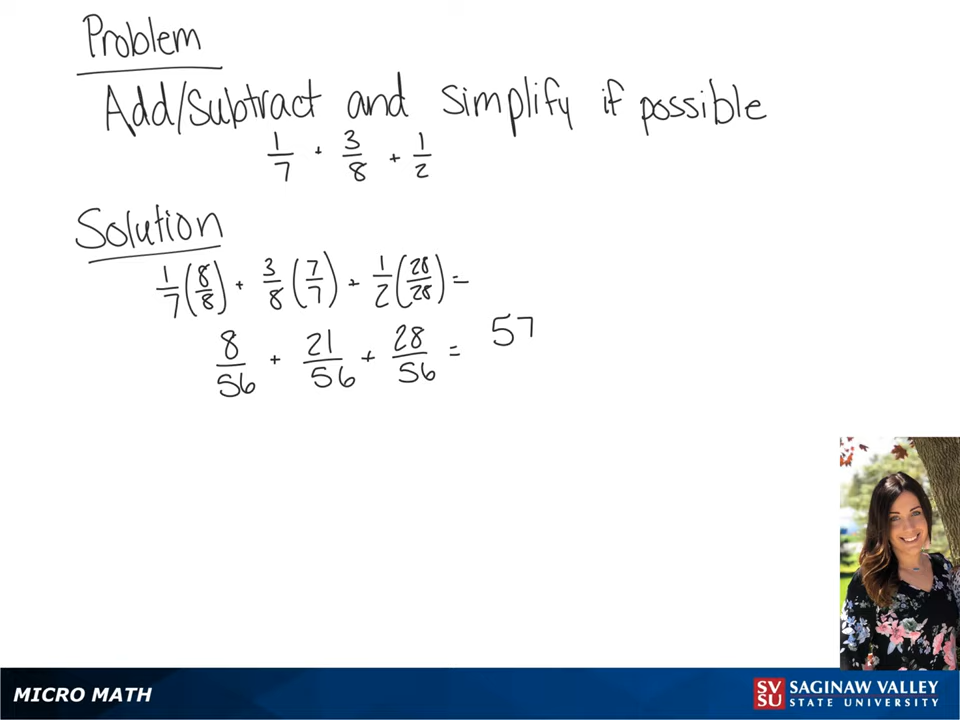 Problem
Add/Subtract and simplify if possible
1/7 + 3/8 + 1/2
Solution
1/7 (8/8) + 3/8 (7/7) + 1/2 (28/28) =
8/56 + 21/56 + 28/56 = 57
MICRO MATH
SVSU SAGINAW VALLEY
STATE UNIVERSITY